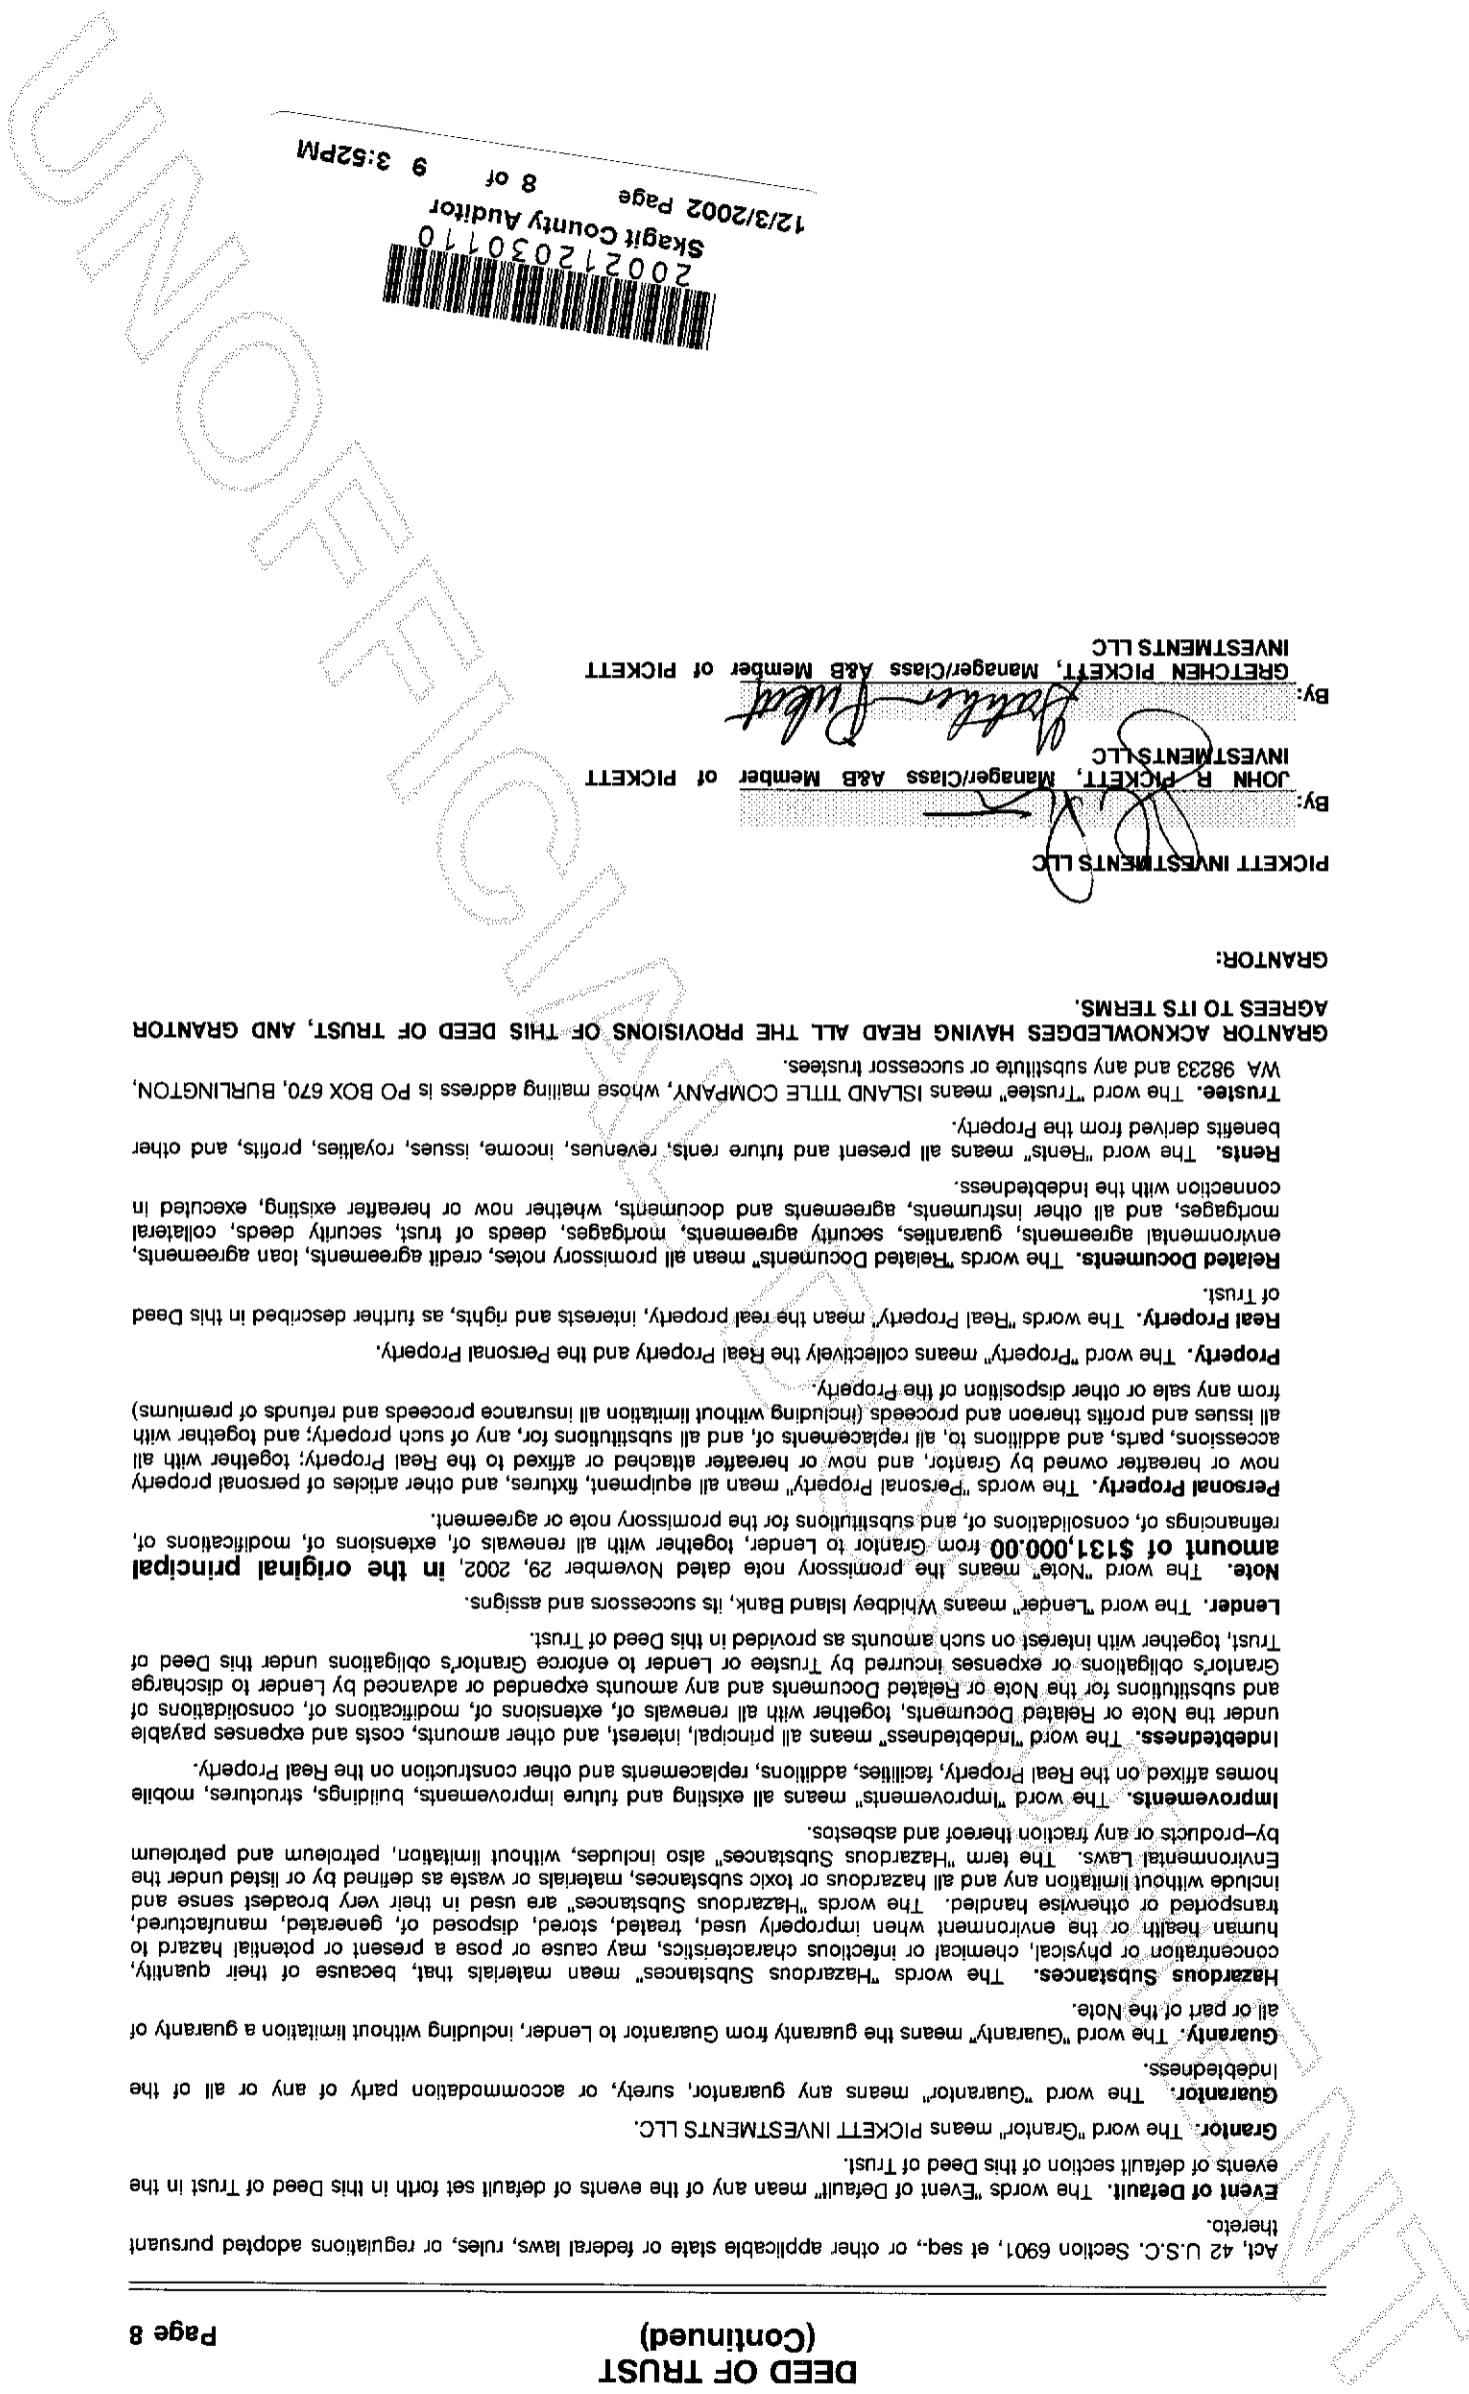 DEED OF TRUST
(Continued)
Page 8
Act, 42 U.S.C. Section 6901, et seq., or other applicable state or federal laws, rules, or regulations adopted pursuant
thereto.
Event of Default. The words "Event of Default" mean any of the events of default set forth in this Deed of Trust in the
events of default section of this Deed of Trust.
Grantor. The word "Grantor" means PICKETT INVESTMENTS LLC.
Guarantor. The word "Guarantor" means any guarantor, surety, or accommodation party of any or all of the
Indebtedness.
Guaranty. The word "Guaranty" means the guaranty from Guarantor to Lender, including without limitation a guaranty of
all or part of the Note.
Hazardous Substances. The words "Hazardous Substances" mean materials that, because of their quantity,
concentration or physical, chemical or infectious characteristics, may cause or pose a present or potential hazard to
human health or the environment when improperly used, treated, stored, disposed of, generated, manufactured,
transported or otherwise handled. The words "Hazardous Substances" are used in their very broadest sense and
include without limitation any and all hazardous or toxic substances, materials or waste as defined by or listed under the
Environmental Laws. The term "Hazardous Substances" also includes, without limitation, petroleum and petroleum
by-products or any fraction thereof and asbestos.
Improvements. The word "Improvements" means all existing and future improvements, buildings, structures, mobile
homes affixed on the Real Property, facilities, additions, replacements and other construction on the Real Property.
Indebtedness. The word "Indebtedness" means all principal, interest, and other amounts, costs and expenses payable
under the Note or Related Documents, together with all renewals of, extensions of, modifications of, consolidations of
and substitutions for the Note or Related Documents and any amounts expended or advanced by Lender to discharge
Grantor's obligations or expenses incurred by Trustee or Lender to enforce Grantor's obligations under this Deed of
Trust, together with interest on such amounts as provided in this Deed of Trust.
Lender. The word "Lender" means Whidbey Island Bank, its successors and assigns.
Note. The word "Note" means the promissory note dated November 29, 2002, in the original principal
amount of $131,000.00 from Grantor to Lender, together with all renewals of, extensions of, modifications of,
refinancings of, consolidations of, and substitutions for the promissory note or agreement.
Personal Property. The words "Personal Property" mean all equipment, fixtures, and other articles of personal property
now or hereafter owned by Grantor, and now or hereafter attached or affixed to the Real Property; together with all
accessions, parts, and additions to, all replacements of, and all substitutions for, any of such property; and together with
all issues and profits thereon and proceeds (including without limitation all insurance proceeds and refunds of premiums)
from any sale or other disposition of the Property.
Property. The word "Property" means collectively the Real Property and the Personal Property.
Real Property. The words "Real Property" mean the real property, interests and rights, as further described in this Deed
of Trust.
Related Documents. The words "Related Documents" mean all promissory notes, credit agreements, loan agreements,
environmental agreements, guaranties, security agreements, mortgages, deeds of trust, security deeds, collateral
mortgages, and all other instruments, agreements and documents, whether now or hereafter existing, executed in
connection with the Indebtedness.
Rents. The word "Rents" means all present and future rents, revenues, income, issues, royalties, profits, and other
benefits derived from the Property.
Trustee. The word "Trustee" means ISLAND TITLE COMPANY, whose mailing address is PO BOX 670, BURLINGTON,
WA 98233 and any substitute or successor trustees.
GRANTOR ACKNOWLEDGES HAVING READ ALL THE PROVISIONS OF THIS DEED OF TRUST, AND GRANTOR
AGREES TO ITS TERMS.
GRANTOR:
PICKETT INVESTMENTS LLC
By:
JOHN R PICKETT, Manager/Class A&B Member of PICKETT
INVESTMENTS LLC
By: Gretchen Pickett
GRETCHEN PICKETT, Manager/Class A&B Member of PICKETT
INVESTMENTS LLC
200212030110
Skagit County Auditor
12/3/2002 Page 8 of 9 3:52PM
UNOFFICIAL DOCUMENT